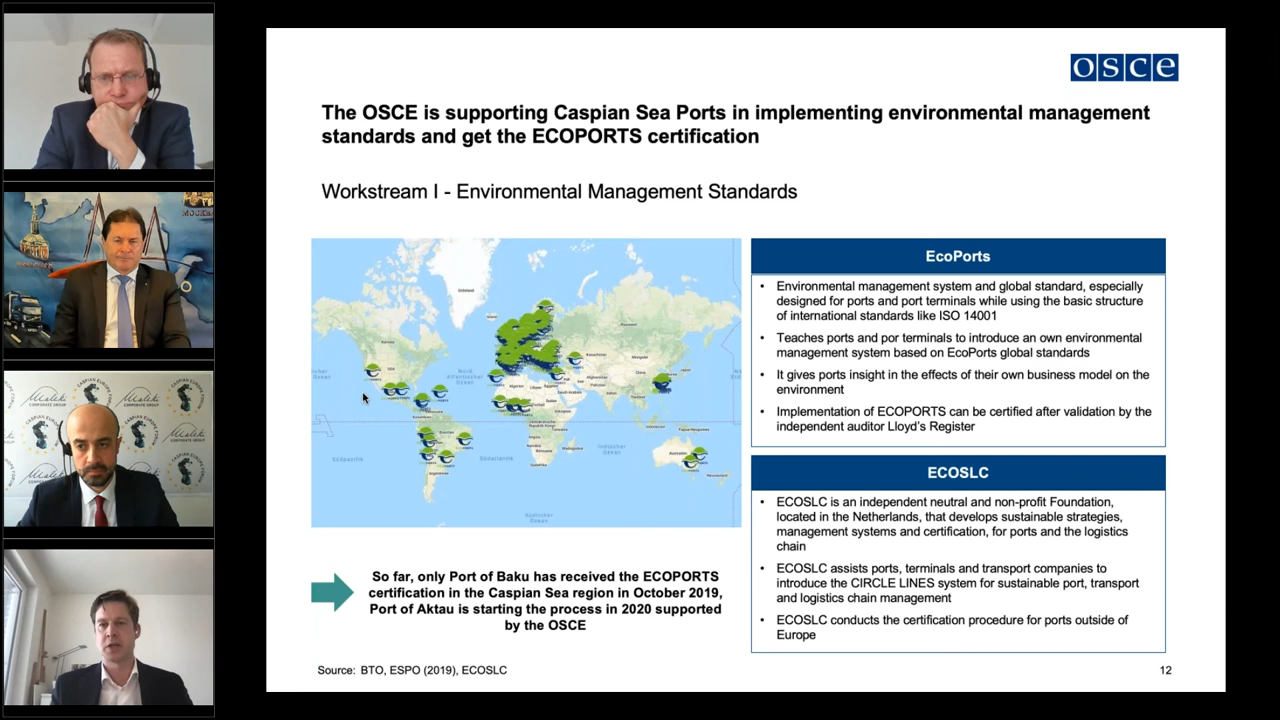 OSCE
The OSCE is supporting Caspian Sea Ports in implementing environmental management
standards and get the ECOPORTS certification
Workstream I - Environmental Management Standards
EcoPorts
• Environmental management system and global standard, especially
designed for ports and port terminals while using the basic structure
of international standards like ISO 14001
• Teaches ports and por terminals to introduce an own environmental
management system based on EcoPorts global standards
• It gives ports insight in the effects of their own business model on the
environment
• Implementation of ECOPORTS can be certified after validation by the
independent auditor Lloyd's Register
ECOSLC
• ECOSLC is an independent neutral and non-profit Foundation,
located in the Netherlands, that develops sustainable strategies,
management systems and certification, for ports and the logistics
chain
• ECOSLC assists ports, terminals and transport companies to
introduce the CIRCLE LINES system for sustainable port, transport
and logistics chain management
• ECOSLC conducts the certification procedure for ports outside of
Europe
So far, only Port of Baku has received the ECOPORTS
certification in the Caspian Sea region in October 2019,
Port of Aktau is starting the process in 2020 supported
by the OSCE
Source: BTO, ESPO (2019), ECOSLC
12